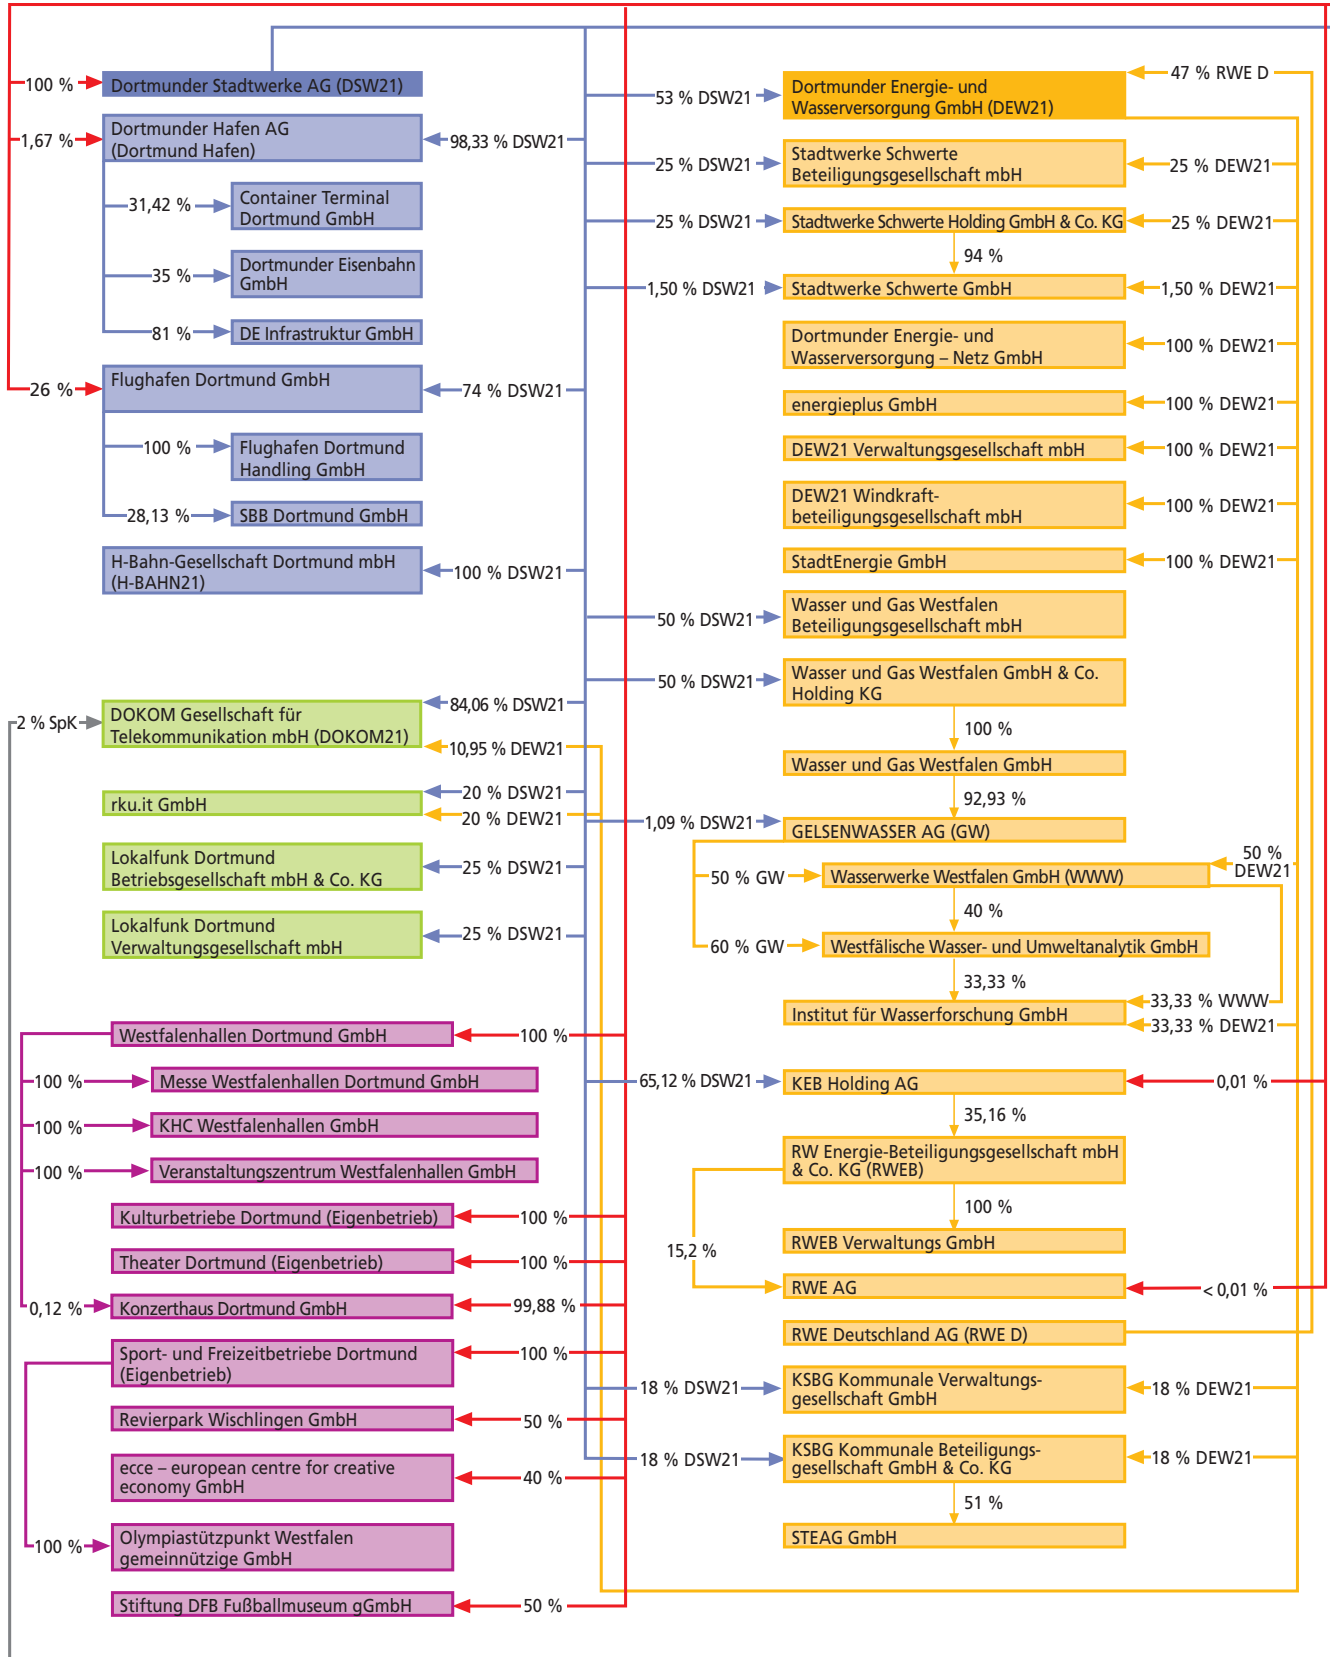 100 %
Dortmunder Stadtwerke AG (DSW21)
1,67 %
Dortmunder Hafen AG
(Dortmund Hafen)
98,33 % DSW21
31,42 %
Container Terminal
Dortmund GmbH
35 %
Dortmunder Eisenbahn
GmbH
81 %
DE Infrastruktur GmbH
26 %
Flughafen Dortmund GmbH
74 % DSW21
100 %
Flughafen Dortmund
Handling GmbH
28,13 %
SBB Dortmund GmbH
H-Bahn-Gesellschaft Dortmund mbH
(H-BAHN21)
100 % DSW21
2 % SpK
DOKOM Gesellschaft für
Telekommunikation mbH (DOKOM21)
84,06 % DSW21
10,95 % DEW21
rku.it GmbH
20 % DSW21
20 % DEW21
Lokalfunk Dortmund
Betriebsgesellschaft mbH & Co. KG
25 % DSW21
Lokalfunk Dortmund
Verwaltungsgesellschaft mbH
25 % DSW21
Westfalenhallen Dortmund GmbH
100 %
100 %
Messe Westfalenhallen Dortmund GmbH
100 %
KHC Westfalenhallen GmbH
100 %
Veranstaltungszentrum Westfalenhallen GmbH
Kulturbetriebe Dortmund (Eigenbetrieb)
100 %
Theater Dortmund (Eigenbetrieb)
100 %
0,12 %
Konzerthaus Dortmund GmbH
99,88 %
Sport- und Freizeitbetriebe Dortmund
(Eigenbetrieb)
100 %
Revierpark Wischlingen GmbH
50 %
ecce – european centre for creative
economy GmbH
40 %
100 %
Olympiastützpunkt Westfalen
gemeinnützige GmbH
Stiftung DFB Fußballmuseum gGmbH
50 %
53 % DSW21
Dortmunder Energie- und
Wasserversorgung GmbH (DEW21)
47 % RWE D
25 % DSW21
Stadtwerke Schwerte
Beteiligungsgesellschaft mbH
25 % DEW21
25 % DSW21
Stadtwerke Schwerte Holding GmbH & Co. KG
25 % DEW21
94 %
1,50 % DSW21
Stadtwerke Schwerte GmbH
1,50 % DEW21
Dortmunder Energie- und
Wasserversorgung – Netz GmbH
100 % DEW21
energieplus GmbH
100 % DEW21
DEW21 Verwaltungsgesellschaft mbH
100 % DEW21
DEW21 Windkraft-
beteiligungsgesellschaft mbH
100 % DEW21
StadtEnergie GmbH
100 % DEW21
50 % DSW21
Wasser und Gas Westfalen
Beteiligungsgesellschaft mbH
50 % DSW21
Wasser und Gas Westfalen GmbH & Co.
Holding KG
100 %
Wasser und Gas Westfalen GmbH
92,93 %
1,09 % DSW21
GELSENWASSER AG (GW)
50 % GW
Wasserwerke Westfalen GmbH (WWW)
50 %
DEW21
40 %
60 % GW
Westfälische Wasser- und Umweltanalytik GmbH
33,33 %
Institut für Wasserforschung GmbH
33,33 % WWW
33,33 % DEW21
65,12 % DSW21
KEB Holding AG
0,01 %
35,16 %
RW Energie-Beteiligungsgesellschaft mbH
& Co. KG (RWEB)
100 %
RWEB Verwaltungs GmbH
15,2 %
RWE AG
< 0,01 %
RWE Deutschland AG (RWE D)
18 % DSW21
KSBG Kommunale Verwaltungs-
gesellschaft GmbH
18 % DEW21
18 % DSW21
KSBG Kommunale Beteiligungs-
gesellschaft GmbH & Co. KG
18 % DEW21
51 %
STEAG GmbH